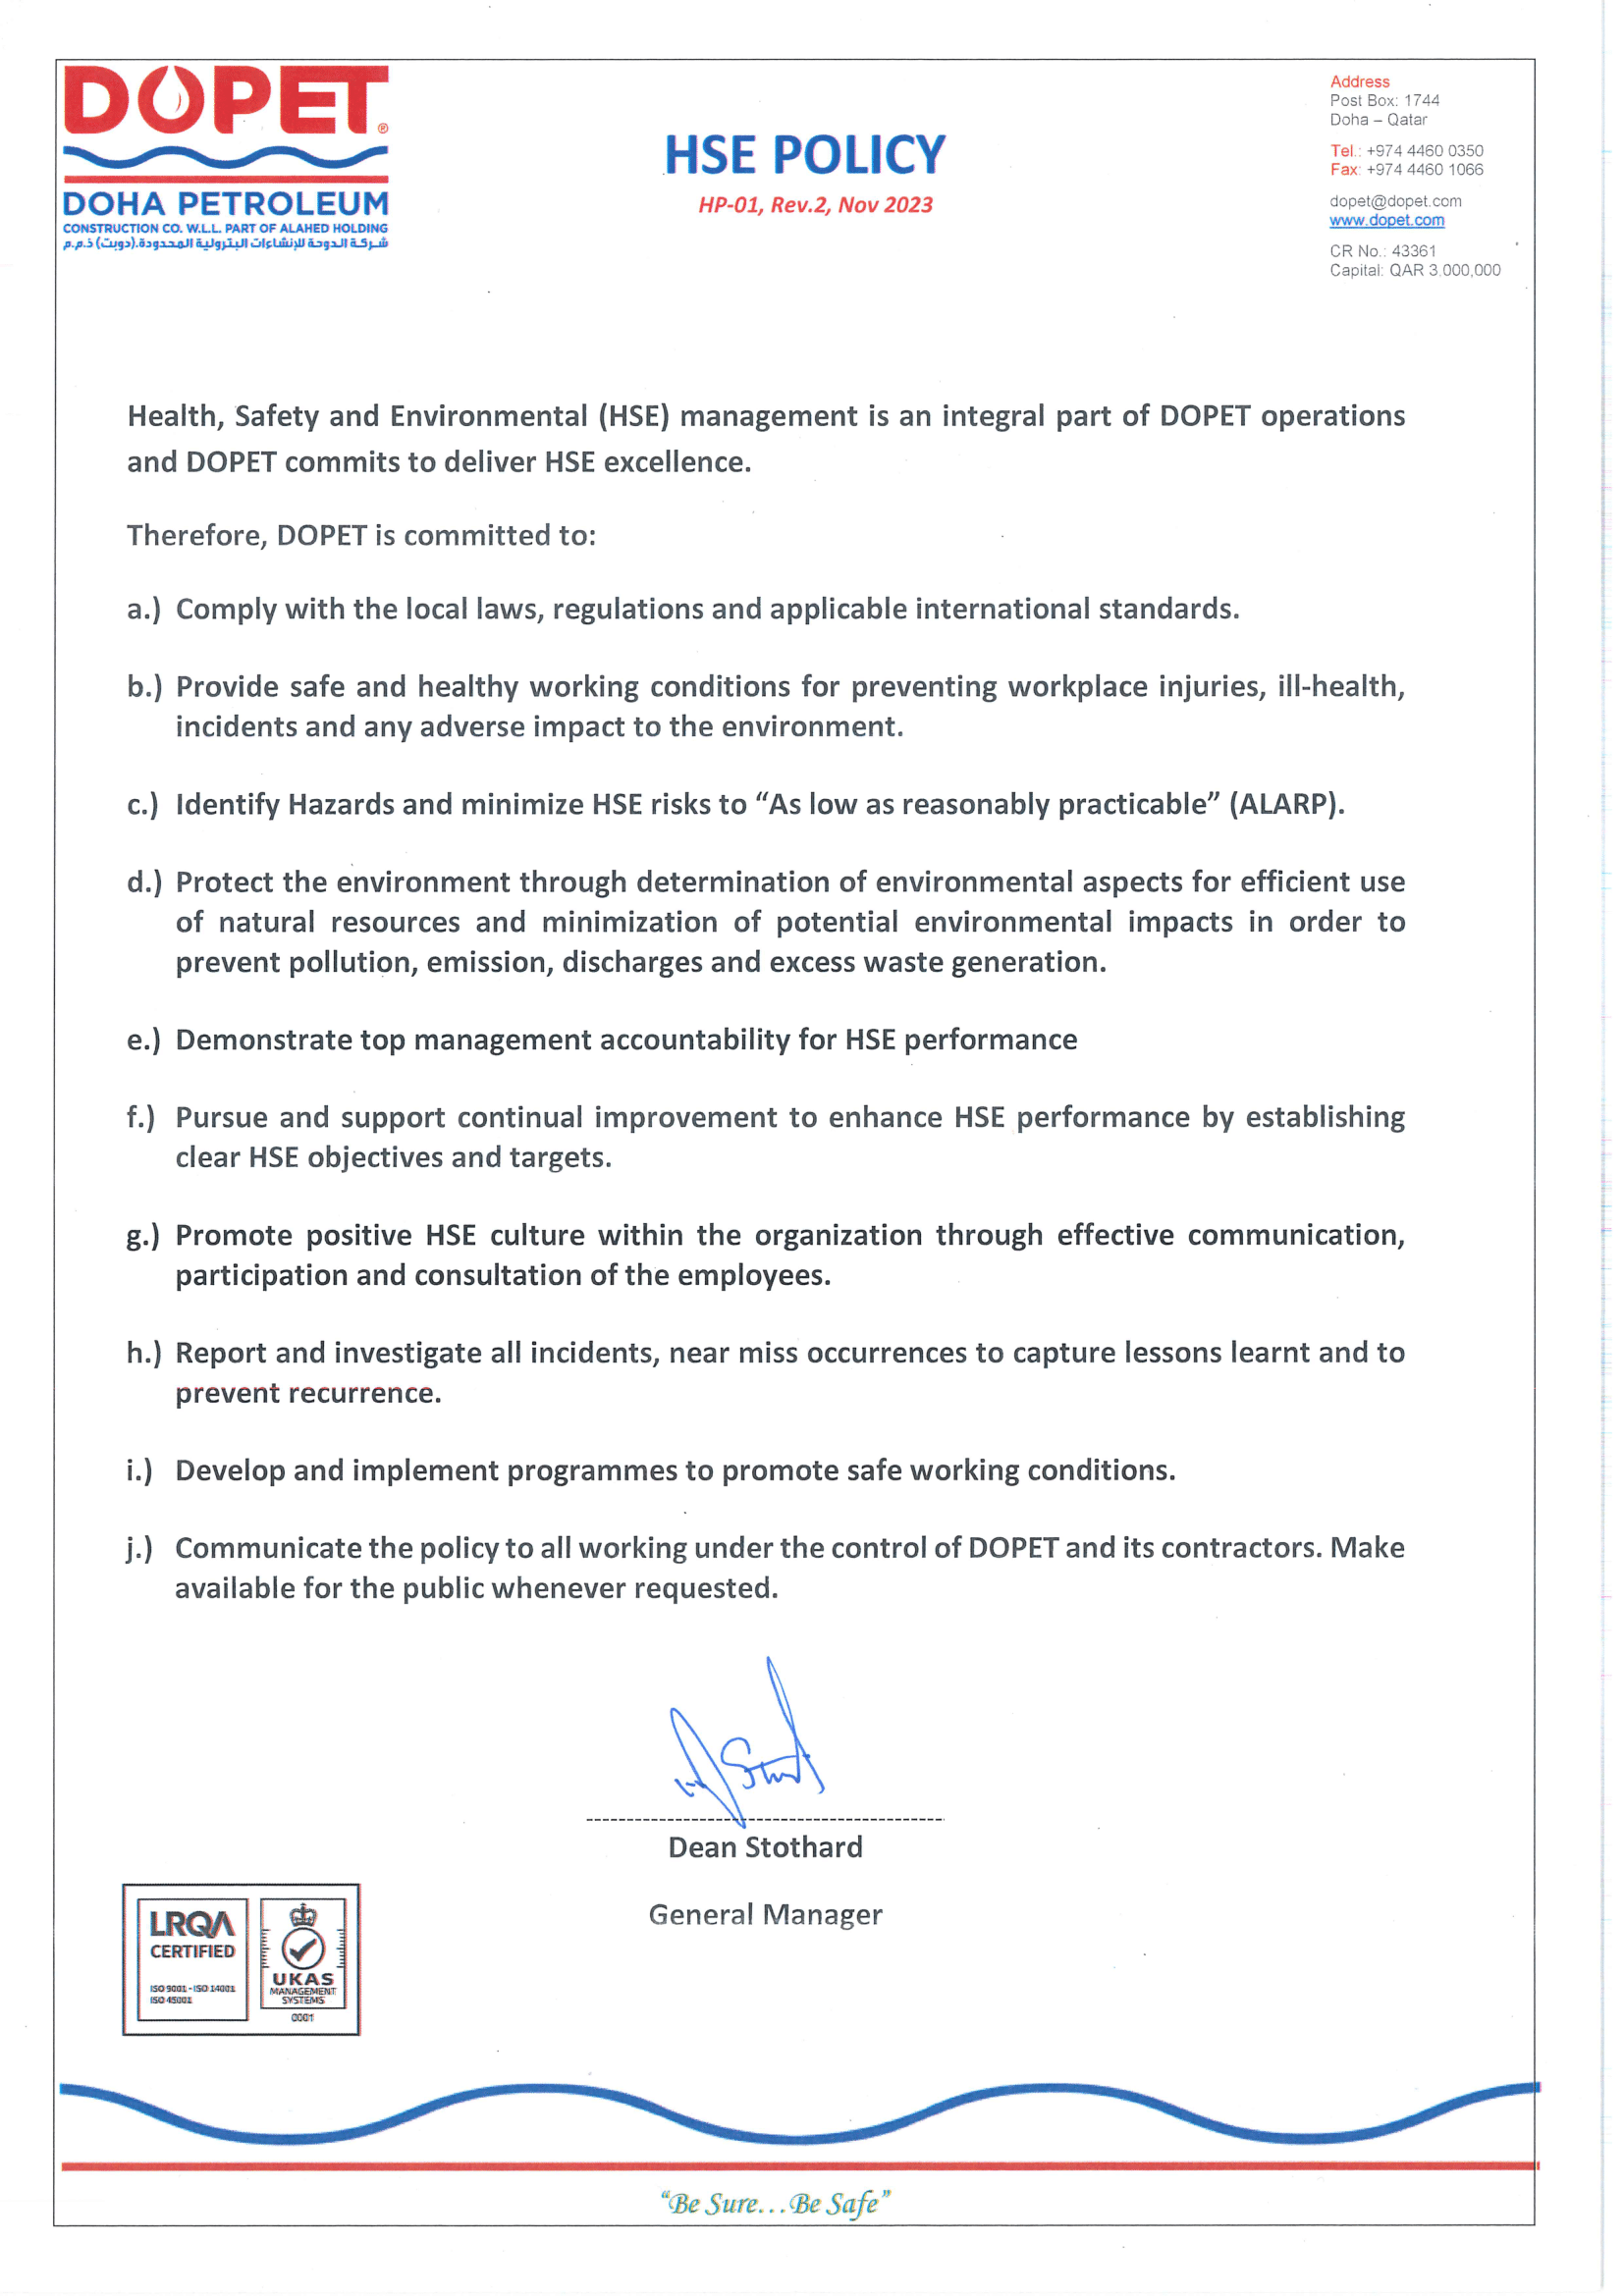 DOPET®
DOHA PETROLEUM
CONSTRUCTION CO. W.L.L. PART OF ALAHED HOLDING
شركة الدوحة للإنشاءات البترولية المحدودة.(دوبت) ذ.م.م
HSE POLICY
HP-01, Rev.2, Nov 2023
Address
Post Box: 1744
Doha – Qatar
Tel.: +974 4460 0350
Fax: +974 4460 1066
dopet@dopet.com
www.dopet.com
CR No.: 43361
Capital: QAR 3,000,000
Health, Safety and Environmental (HSE) management is an integral part of DOPET operations
and DOPET commits to deliver HSE excellence.
Therefore, DOPET is committed to:
a.) Comply with the local laws, regulations and applicable international standards.
b.) Provide safe and healthy working conditions for preventing workplace injuries, ill-health,
incidents and any adverse impact to the environment.
c.) Identify Hazards and minimize HSE risks to “As low as reasonably practicable” (ALARP).
d.) Protect the environment through determination of environmental aspects for efficient use
of natural resources and minimization of potential environmental impacts in order to
prevent pollution, emission, discharges and excess waste generation.
e.) Demonstrate top management accountability for HSE performance
f.) Pursue and support continual improvement to enhance HSE performance by establishing
clear HSE objectives and targets.
g.) Promote positive HSE culture within the organization through effective communication,
participation and consultation of the employees.
h.) Report and investigate all incidents, near miss occurrences to capture lessons learnt and to
prevent recurrence.
i.) Develop and implement programmes to promote safe working conditions.
j.) Communicate the policy to all working under the control of DOPET and its contractors. Make
available for the public whenever requested.
Dean Stothard
General Manager
LRQA
CERTIFIED
ISO 9001 - ISO 14001
ISO 45001
UKAS
MANAGEMENT
SYSTEMS
0001
“Be Sure...Be Safe”